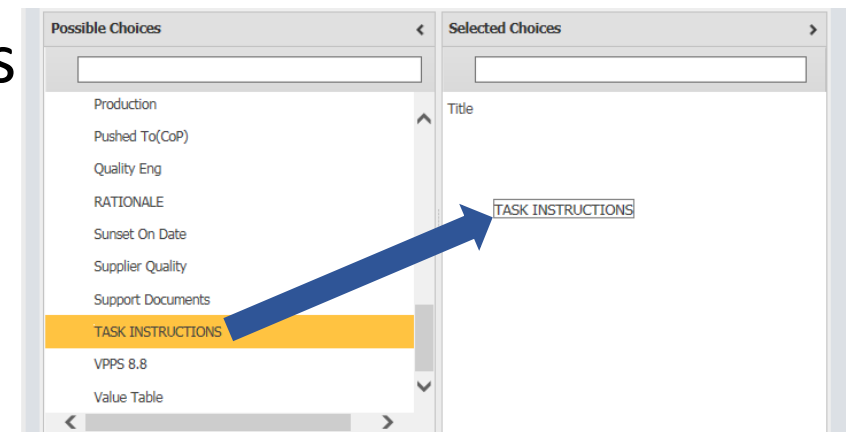 s
Possible Choices
Selected Choices
Production
Pushed To(CoP)
Quality Eng
RATIONALE
Sunset On Date
Supplier Quality
Support Documents
TASK INSTRUCTIONS
VPPS 8.8
Value Table
Title
TASK INSTRUCTIONS